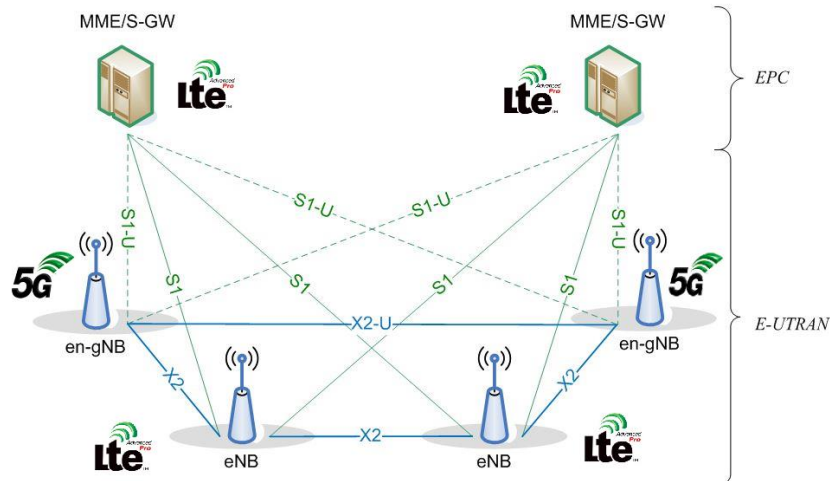 MME/S-GW
MME/S-GW
Lte Advanced Pro
Lte Advanced Pro
EPC
S1-U
S1-U
S1-U
S1-U
S1
S1
S1
S1
5G
5G
en-gNB
X2-U
en-gNB
E-UTRAN
X2
X2
X2
Lte Advanced Pro
eNB
eNB
Lte Advanced Pro